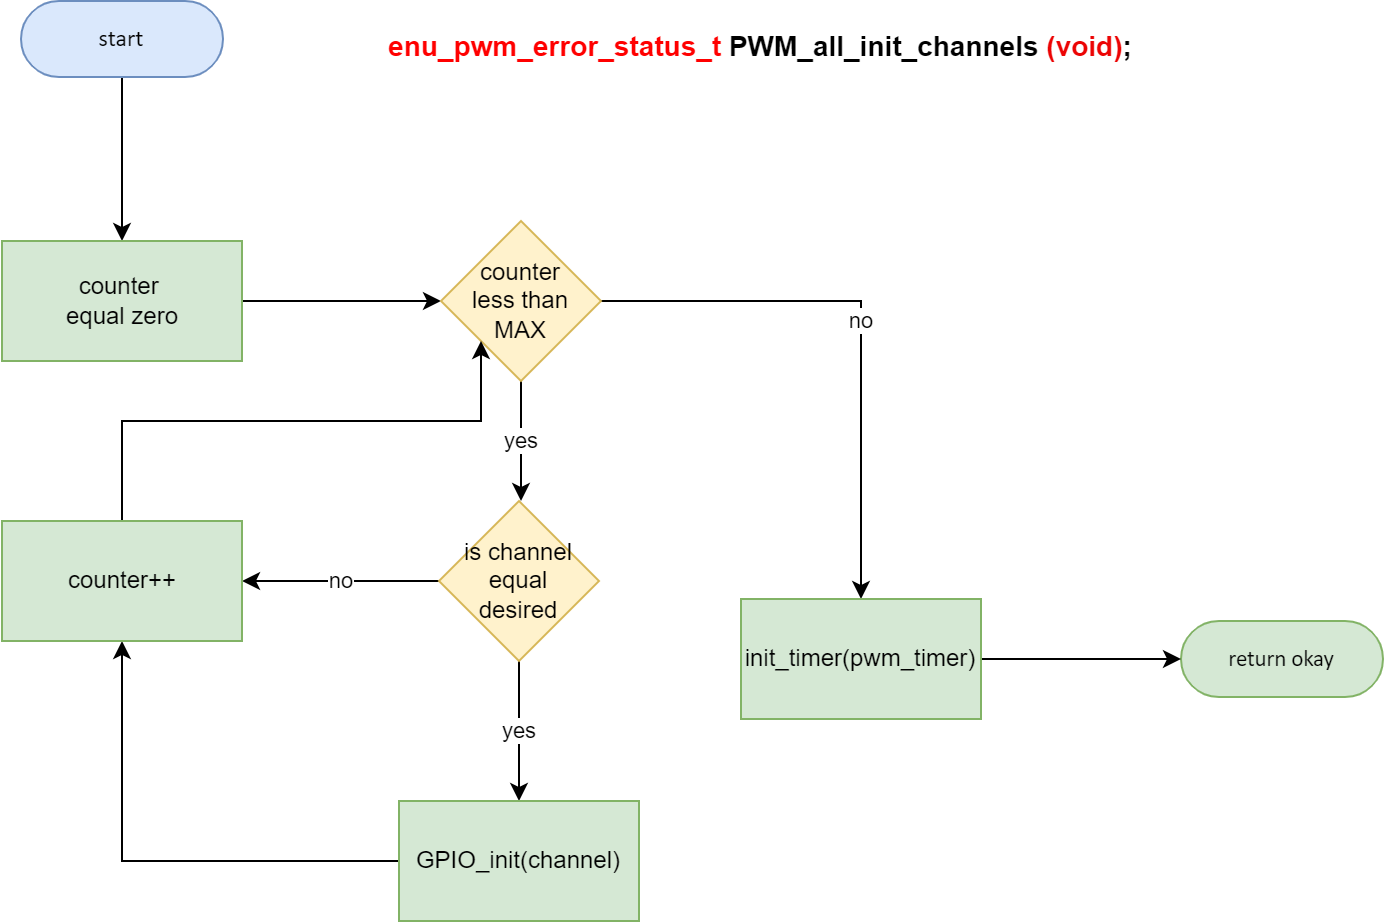 start
enu_pwm_error_status_t PWM_all_init_channels (void);
counter
equal zero
counter
less than
MAX
no
yes
is channel
equal
desired
no
counter++
init_timer(pwm_timer)
return okay
yes
GPIO_init(channel)